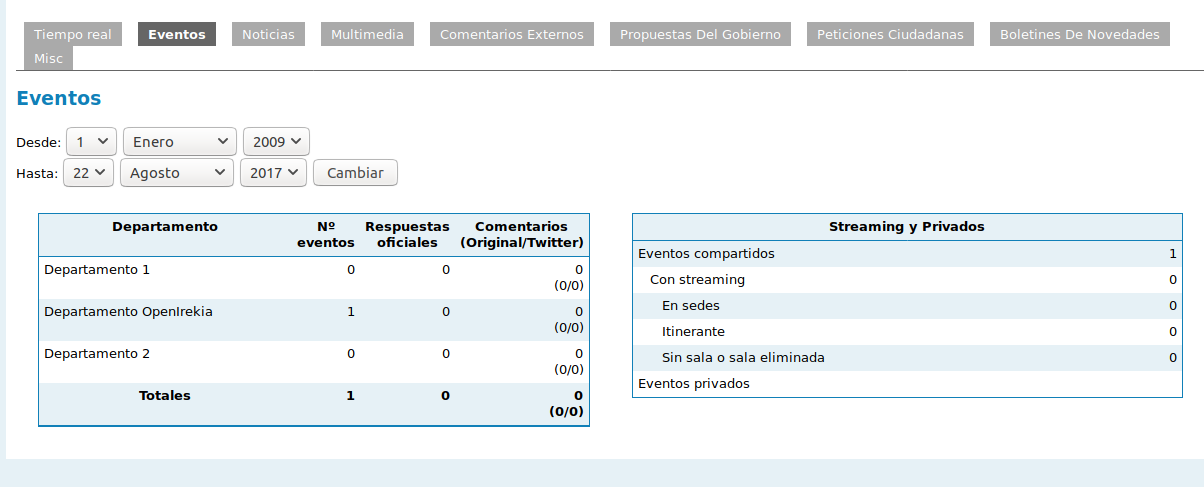 Tiempo real Eventos Noticias Multimedia Comentarios Externos Propuestas Del Gobierno Peticiones Ciudadanas Boletines De Novedades
Misc
Eventos
Desde: 1 Enero 2009
Hasta: 22 Agosto 2017 Cambiar
Departamento Nº eventos Respuestas oficiales Comentarios (Original/Twitter)
Departamento 1 0 0 0
(0/0)
Departamento OpenIrekia 1 0 0
(0/0)
Departamento 2 0 0 0
(0/0)
Totales 1 0 0
(0/0)
Streaming y Privados
Eventos compartidos 1
Con streaming 0
En sedes 0
Itinerante 0
Sin sala o sala eliminada 0
Eventos privados